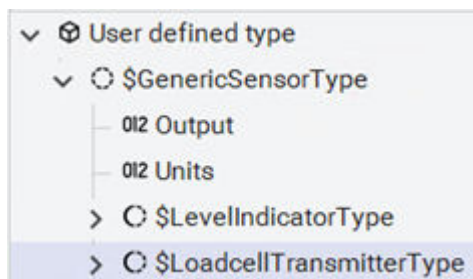 User defined type
$GenericSensorType
012 Output
012 Units
$LevelIndicatorType
$LoadcellTransmitterType